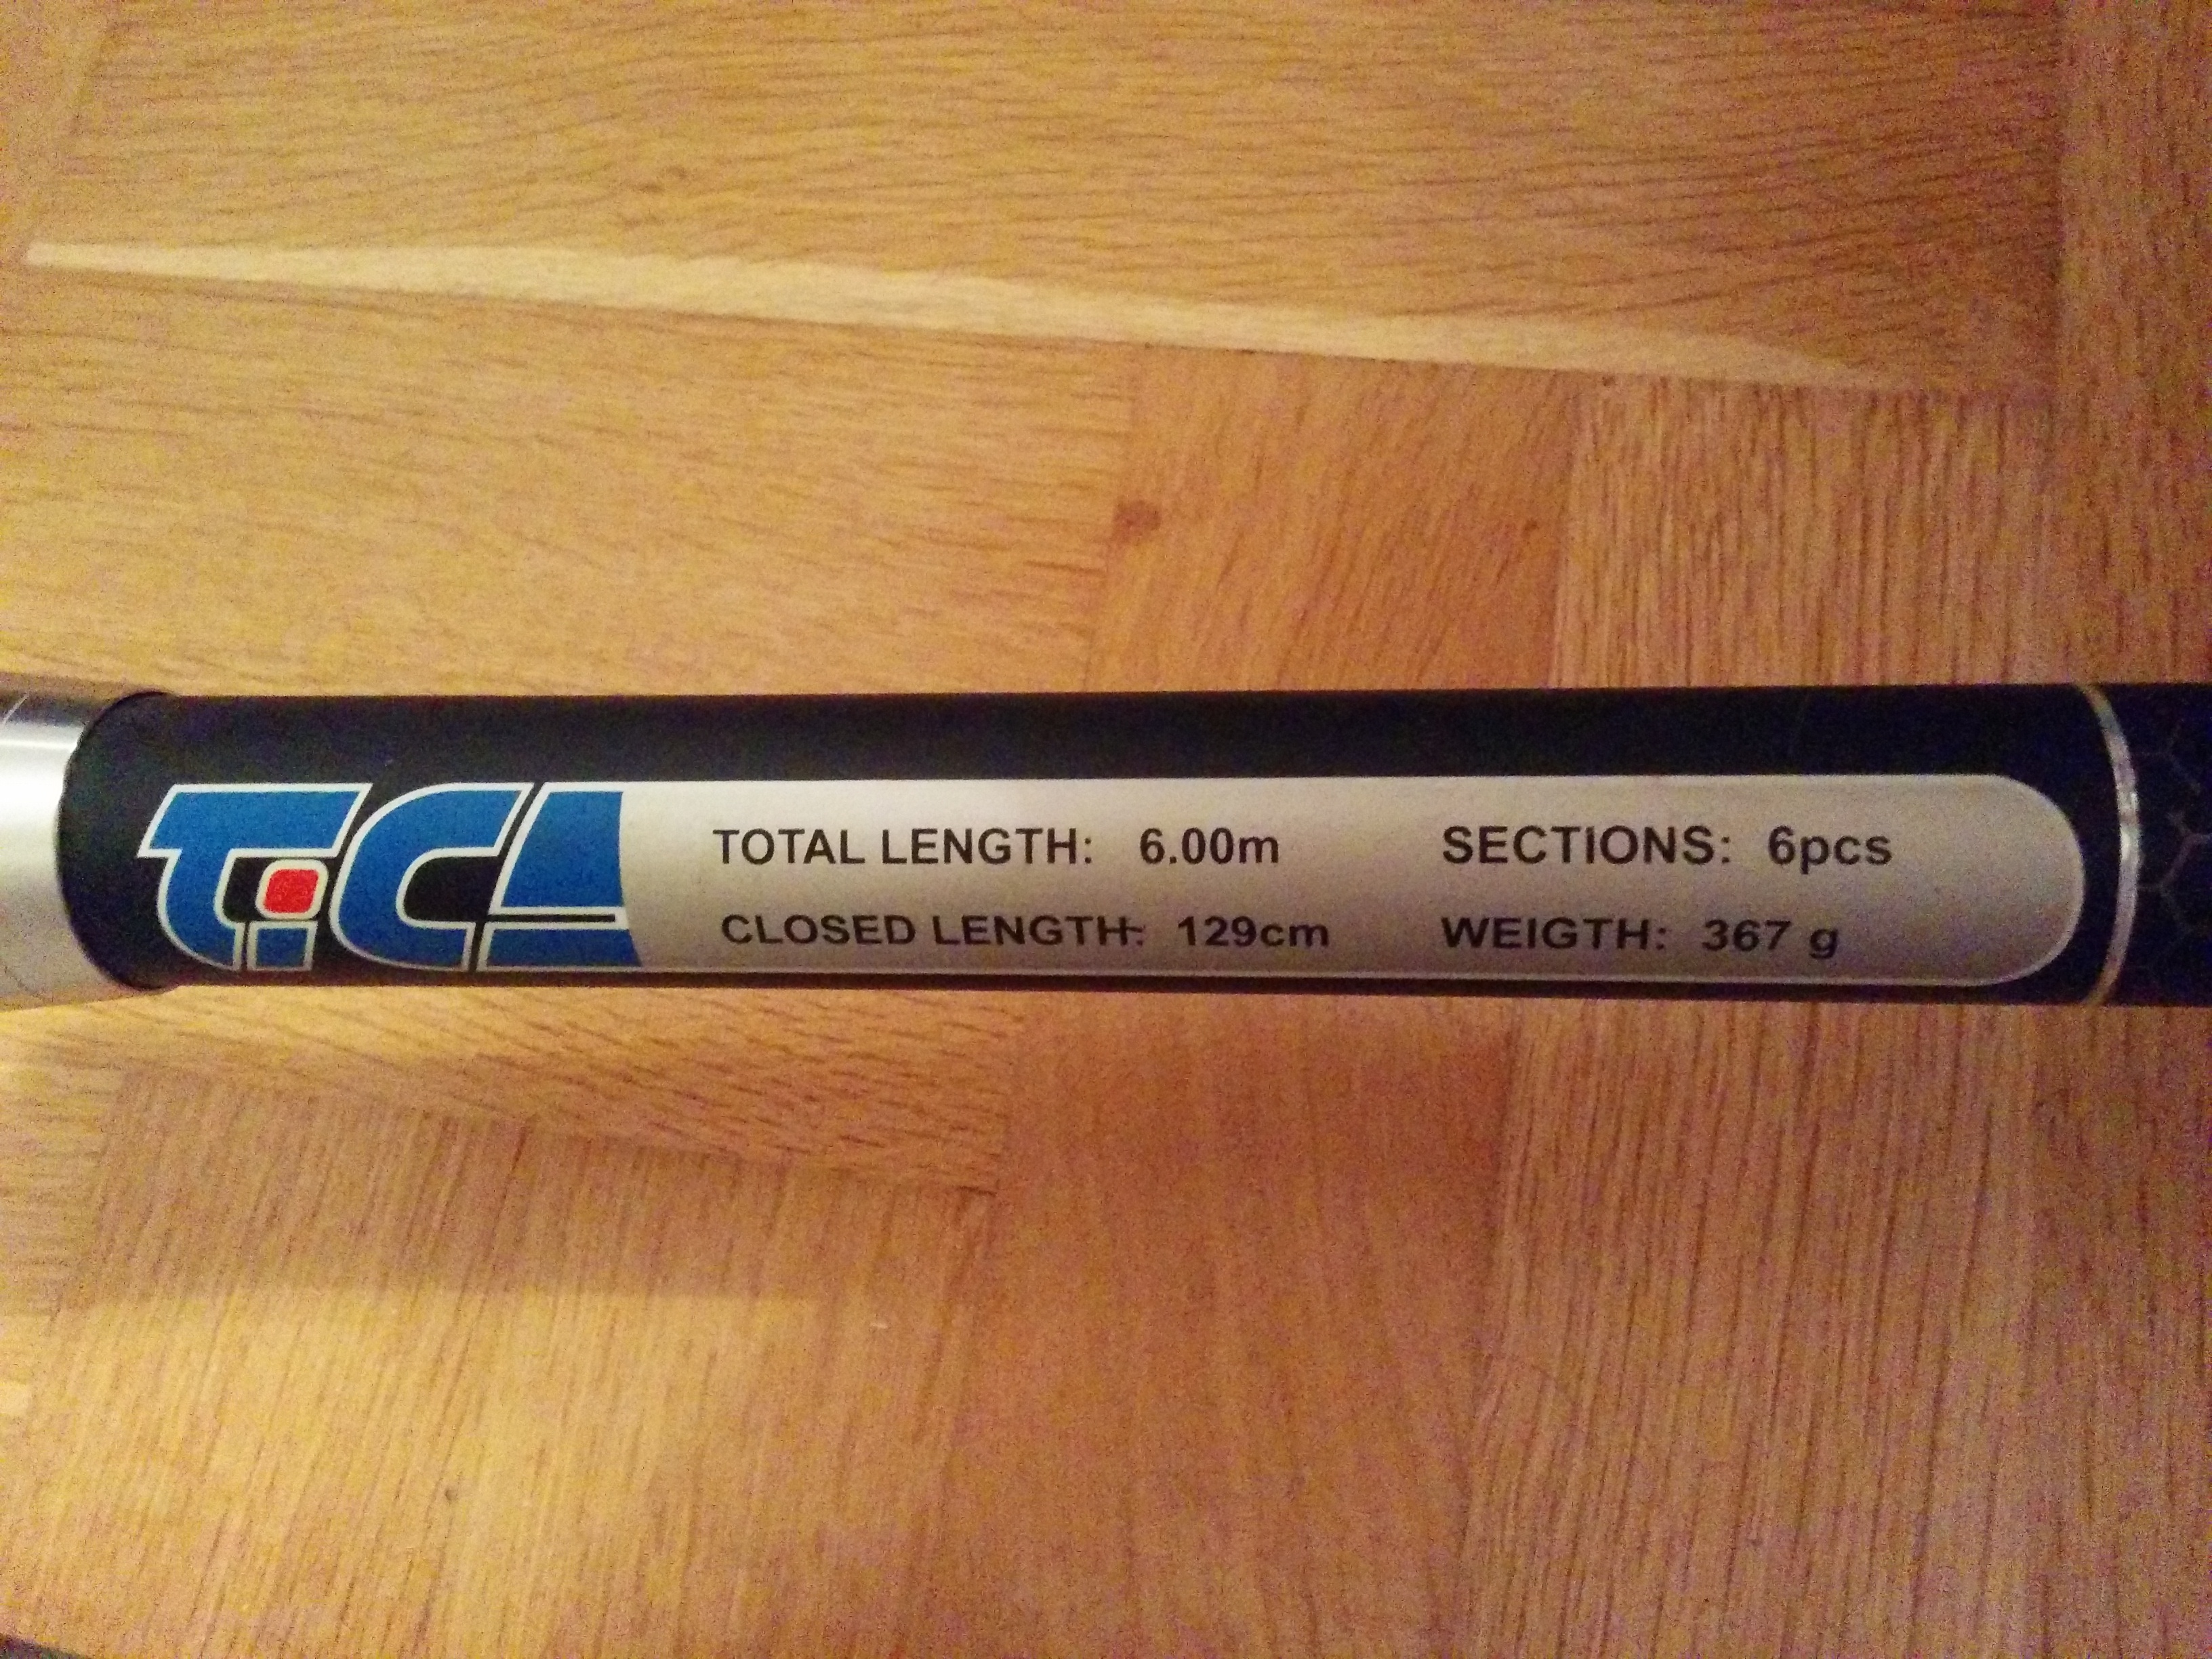 TiCA
TOTAL LENGTH: 6.00m SECTIONS: 6pcs
CLOSED LENGTH: 129cm WEIGTH: 367 g